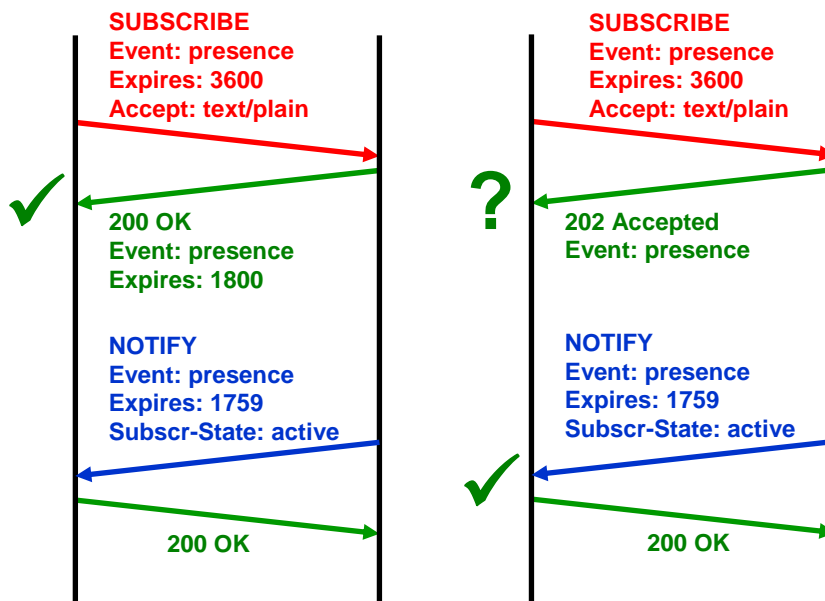 SUBSCRIBE
Event: presence
Expires: 3600
Accept: text/plain
200 OK
Event: presence
Expires: 1800
NOTIFY
Event: presence
Expires: 1759
Subscr-State: active
200 OK
SUBSCRIBE
Event: presence
Expires: 3600
Accept: text/plain
?
202 Accepted
Event: presence
NOTIFY
Event: presence
Expires: 1759
Subscr-State: active
200 OK